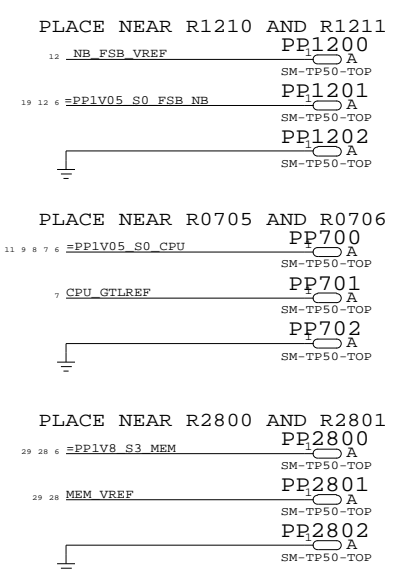 PLACE NEAR R1210 AND R1211
PP1200
12 NB_FSB_VREF
1
A
SM-TP50-TOP
PP1201
19 12 6 =PP1V05_S0_FSB_NB
1
A
SM-TP50-TOP
PP1202
1
A
SM-TP50-TOP
PLACE NEAR R0705 AND R0706
PP700
11 9 8 7 6 =PP1V05_S0_CPU
1
A
SM-TP50-TOP
PP701
7 CPU_GTLREF
1
A
SM-TP50-TOP
PP702
1
A
SM-TP50-TOP
PLACE NEAR R2800 AND R2801
PP2800
29 28 6 =PP1V8_S3_MEM
1
A
SM-TP50-TOP
PP2801
29 28 MEM_VREF
1
A
SM-TP50-TOP
PP2802
1
A
SM-TP50-TOP